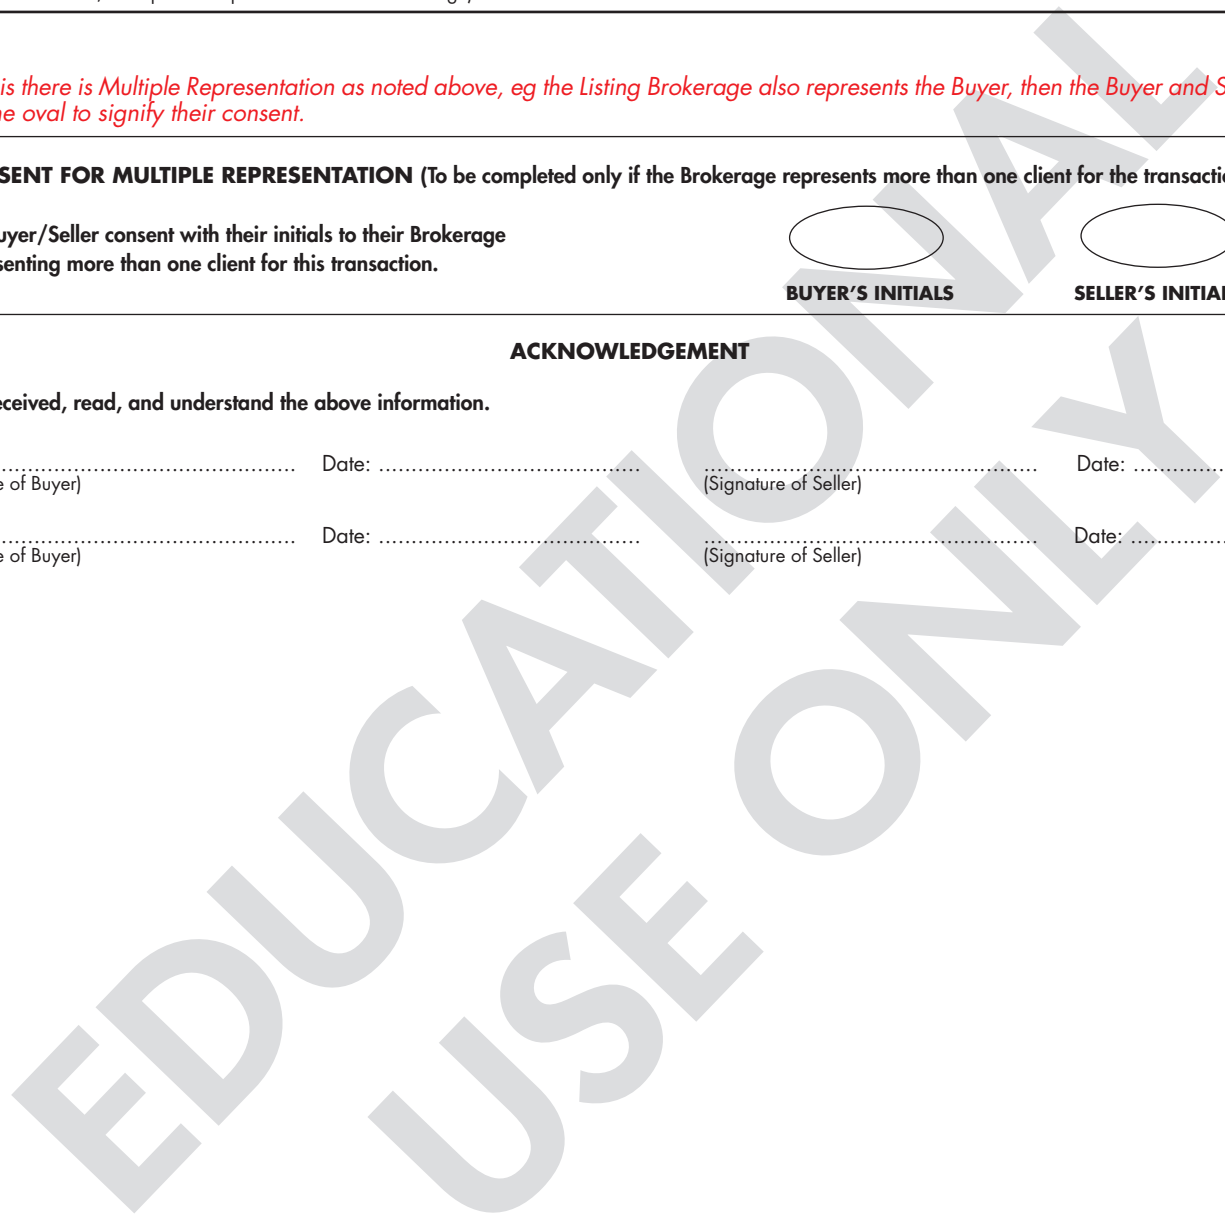 is there is Multiple Representation as noted above, eg the Listing Brokerage also represents the Buyer, then the Buyer and S
e oval to signify their consent.
SENT FOR MULTIPLE REPRESENTATION (To be completed only if the Brokerage represents more than one client for the transactio
uyer/Seller consent with their initials to their Brokerage
senting more than one client for this transaction.
BUYER'S INITIALS SELLER'S INITIAL
ACKNOWLEDGEMENT
eceived, read, and understand the above information.
Date: Date:
e of Buyer) (Signature of Seller)
Date: Date:
e of Buyer) (Signature of Seller)
EDUCATIONAL
USE ONLY